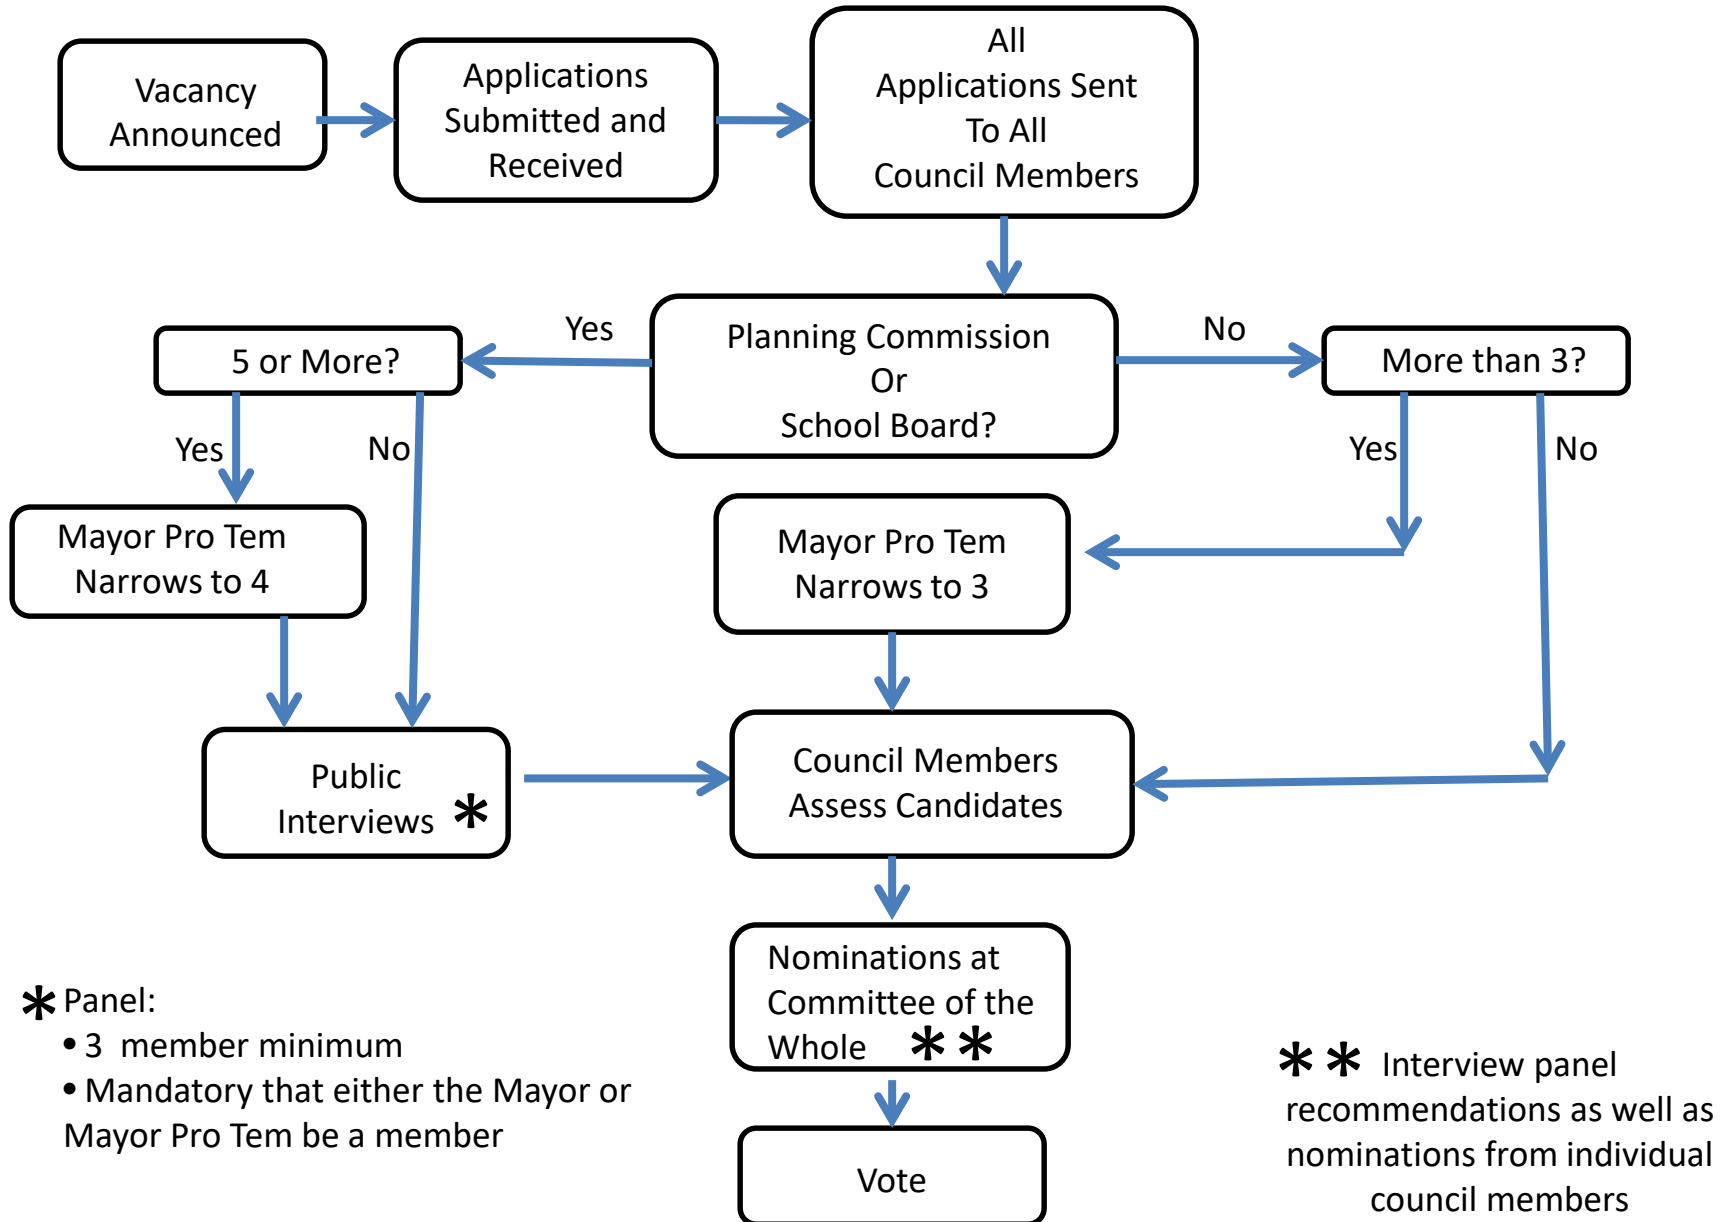 Vacancy
Announced
Applications
Submitted and
Received
All
Applications Sent
To All
Council Members
Planning Commission
Or
School Board?
Yes
No
5 or More?
More than 3?
Yes
No
Yes
No
Mayor Pro Tem
Narrows to 4
Mayor Pro Tem
Narrows to 3
Public
Interviews *
Council Members
Assess Candidates
Nominations at
Committee of the
Whole * *
Vote
* Panel:
• 3 member minimum
• Mandatory that either the Mayor or
Mayor Pro Tem be a member
* * Interview panel
recommendations as well as
nominations from individual
council members